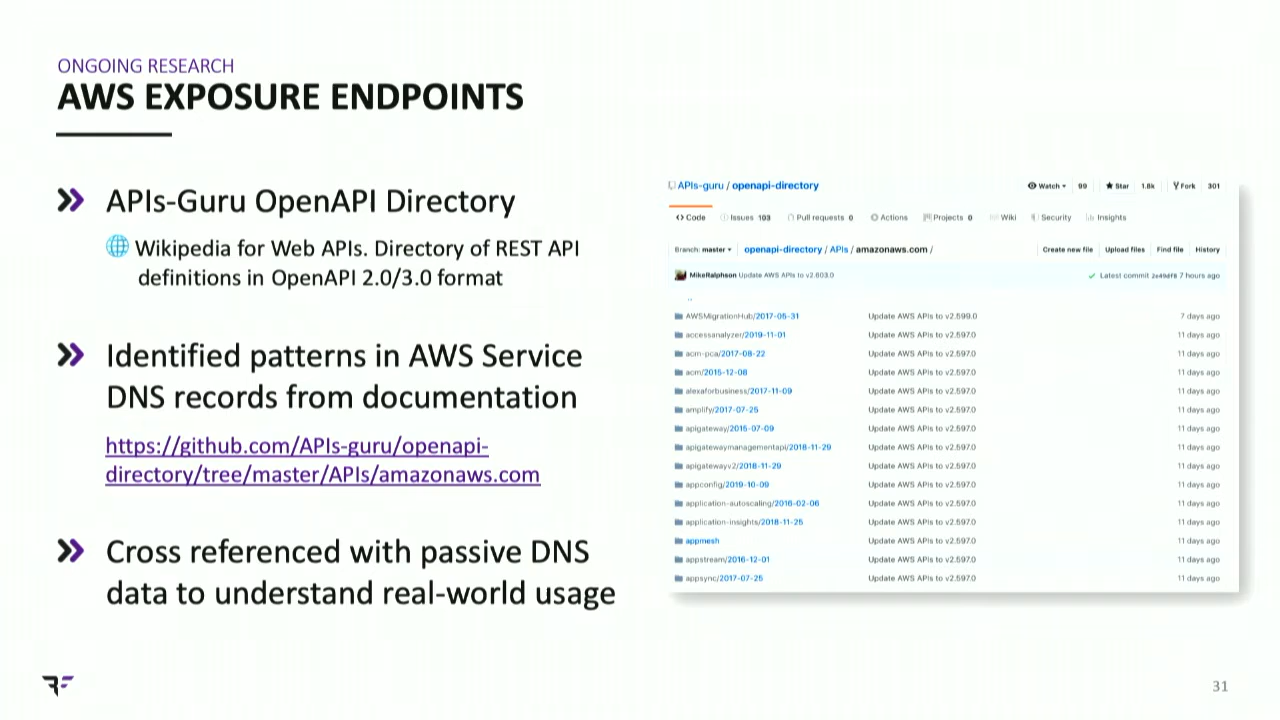 ONGOING RESEARCH
AWS EXPOSURE ENDPOINTS
APIs-Guru OpenAPI Directory
Wikipedia for Web APIs. Directory of REST API
definitions in OpenAPI 2.0/3.0 format
Identified patterns in AWS Service
DNS records from documentation
https://github.com/APIs-guru/openapi-
directory/tree/master/APIs/amazonaws.com
Cross referenced with passive DNS
data to understand real-world usage
APIs-guru / openapi-directory Watch 99 Star 1.8k Fork 301
Code Issues 103 Pull requests 0 Actions Projects 0 Wiki Security Insights
Branch: master openapi-directory / APIs / amazonaws.com / Create new file Upload files Find file History
MikeRalphson Update AWS APIs to v2.603.0 Latest commit 7 hours ago
..
AWSMigrationHub/2017-05-31 Update AWS APIs to v2.599.0 7 days ago
accessanalyzer/2019-11-01 Update AWS APIs to v2.597.0 11 days ago
acm-pca/2017-08-22 Update AWS APIs to v2.597.0 11 days ago
acm/2015-12-08 Update AWS APIs to v2.597.0 11 days ago
alexaforbusiness/2017-11-09 Update AWS APIs to v2.597.0 11 days ago
amplify/2017-07-25 Update AWS APIs to v2.597.0 11 days ago
apigateway/2015-07-09 Update AWS APIs to v2.597.0 11 days ago
apigatewaymanagementapi/2018-11-29 Update AWS APIs to v2.597.0 11 days ago
apigatewayv2/2018-11-29 Update AWS APIs to v2.597.0 11 days ago
appconfig/2019-10-09 Update AWS APIs to v2.597.0 11 days ago
application-autoscaling/2016-02-06 Update AWS APIs to v2.597.0 11 days ago
application-insights/2018-11-25 Update AWS APIs to v2.597.0 11 days ago
appmesh Update AWS APIs to v2.597.0 11 days ago
appstream/2016-12-01 Update AWS APIs to v2.597.0 11 days ago
appsync/2017-07-25 Update AWS APIs to v2.597.0 11 days ago
31